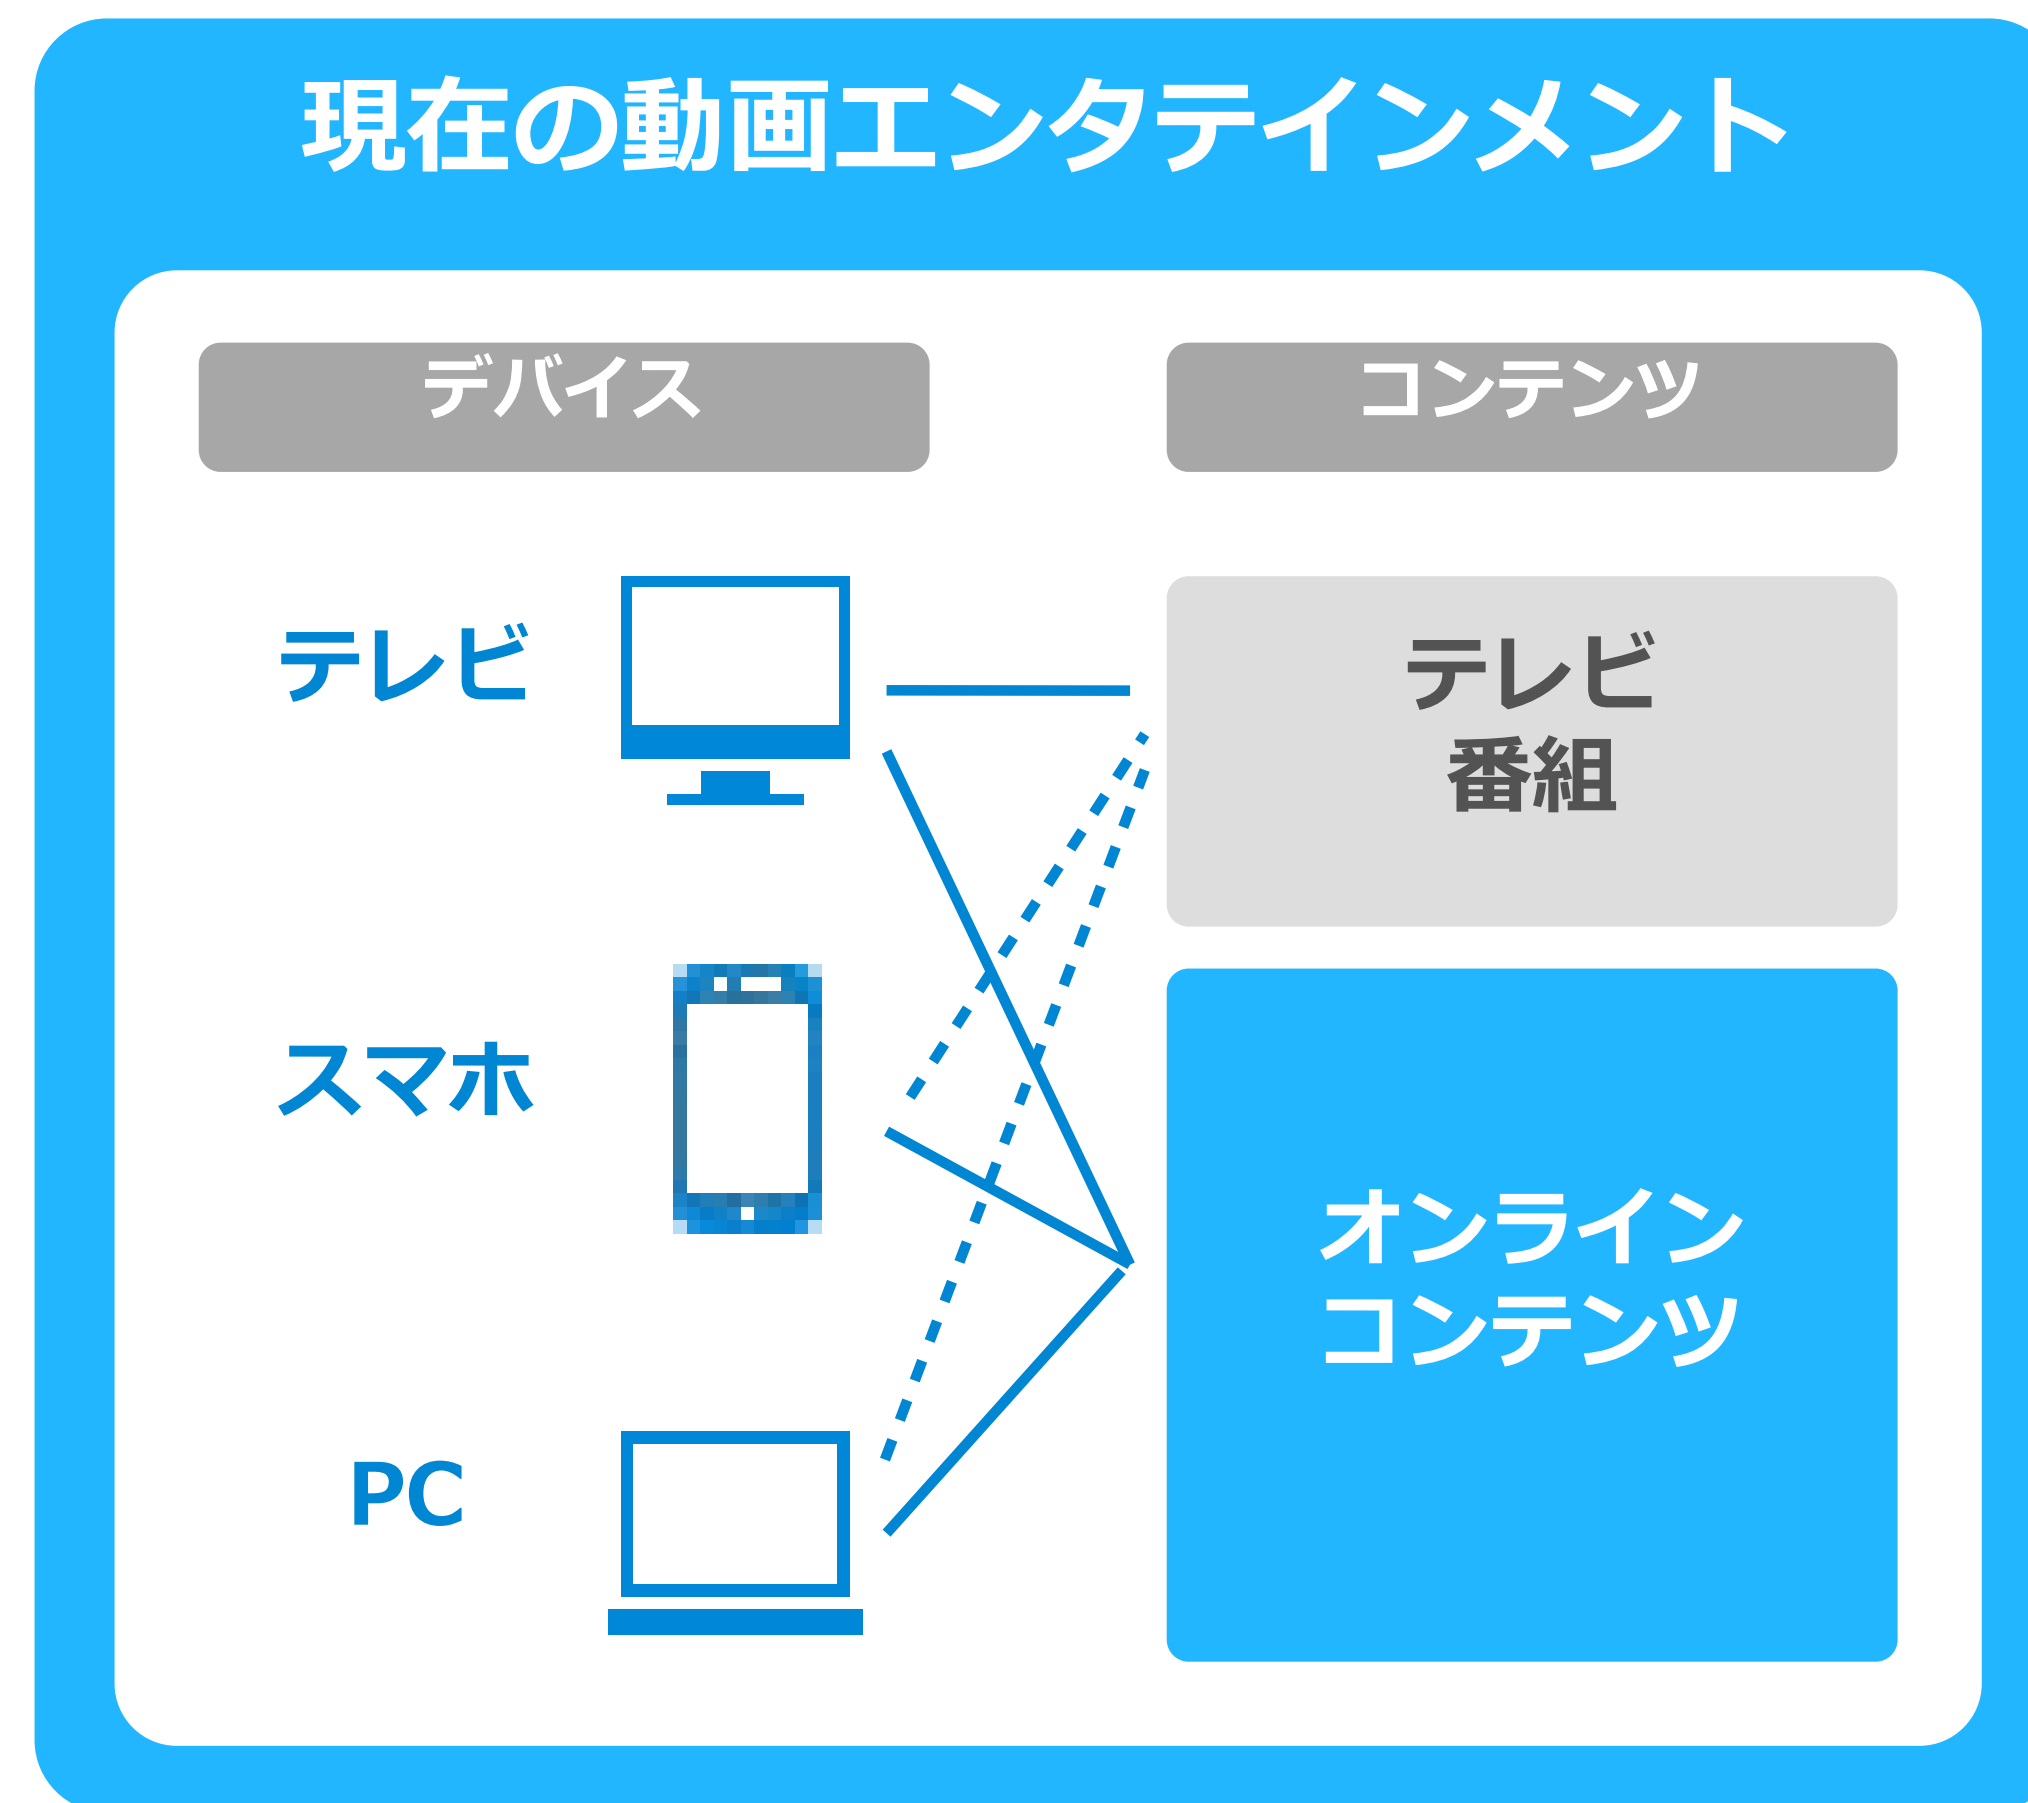 現在の動画エンタテインメント
デバイス
コンテンツ
テレビ
テレビ
番組
スマホ
オンライン
コンテンツ
PC